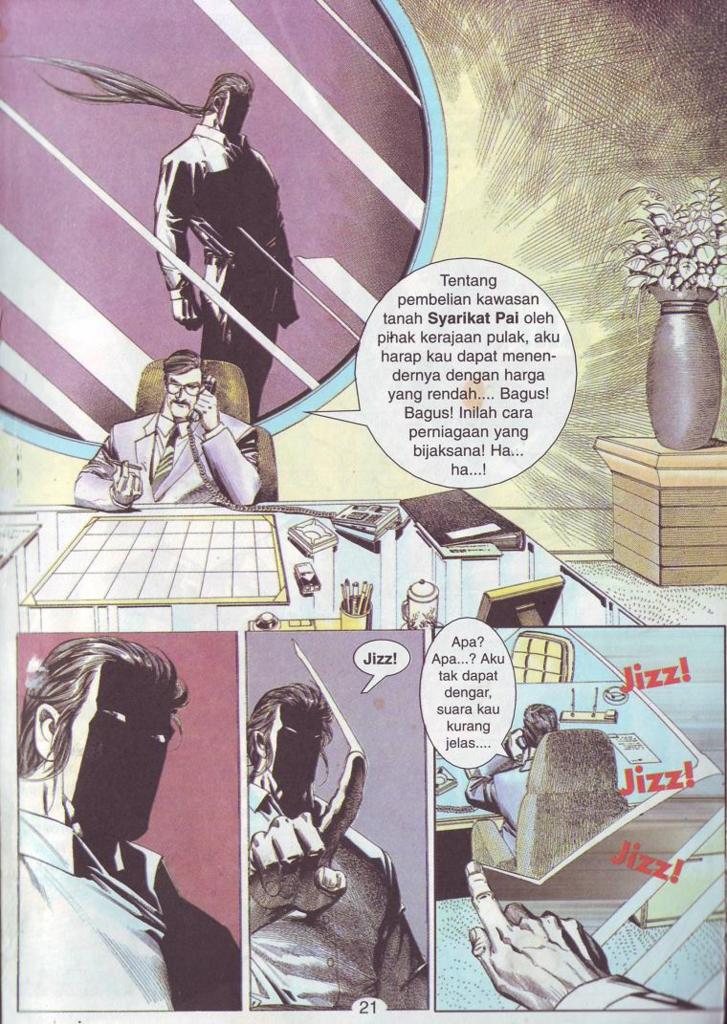 Tentang
pembelian kawasan
tanah Syarikat Pai oleh
pihak kerajaan pulak, aku
harap kau dapat menen-
dernya dengan harga
yang rendah.... Bagus!
Bagus! Inilah cara
perniagaan yang
bijaksana! Ha...
ha...!
Jizz!
Apa?
Apa...? Aku
tak dapat
dengar,
suara kau
kurang
jelas....
Jizz!
Jizz!
Jizz!
21